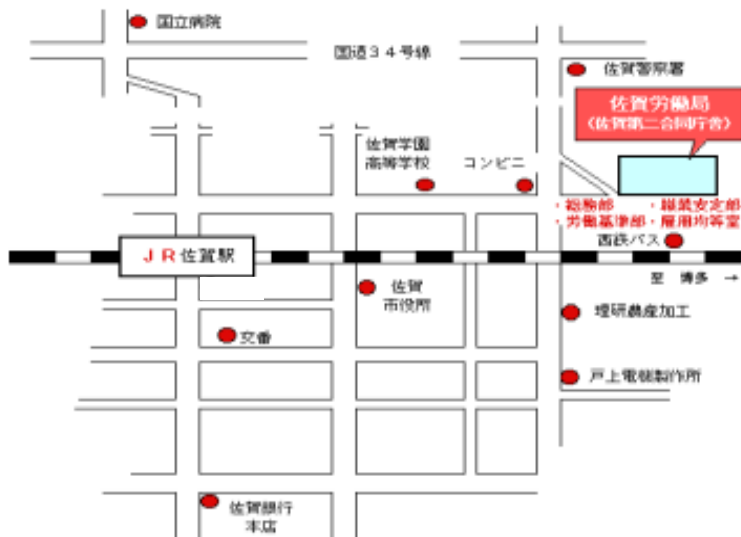 国立病院
国道34号線
佐賀警察署
佐賀労働局
(佐賀第二合同庁舎)
佐賀学園
高等学校
コンビニ
・総務部 ・職業安定部
・労働基準部・雇用均等室
西鉄バス
JR佐賀駅
至 博多 →
佐賀
市役所
理研農産加工
交番
戸上電機製作所
佐賀銀行
本店